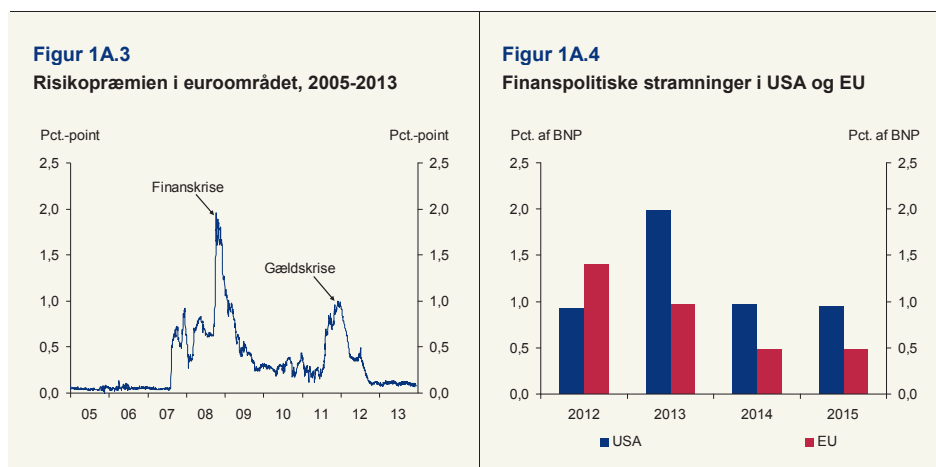 Figur 1A.3
Risikopræmien i euroområdet, 2005-2013
Pct.-point Pct.-point
2,5 2,5
Finanskrise
2,0 2,0
1,5 1,5
Gældskrise
1,0 1,0
0,5 0,5
0,0 0,0
05 06 07 08 09 10 11 12 13
Figur 1A.4
Finanspolitiske stramninger i USA og EU
Pct. af BNP Pct. af BNP
2,5 2,5
2,0 2,0
1,5 1,5
1,0 1,0
0,5 0,5
0,0 0,0
2012 2013 2014 2015
USA EU